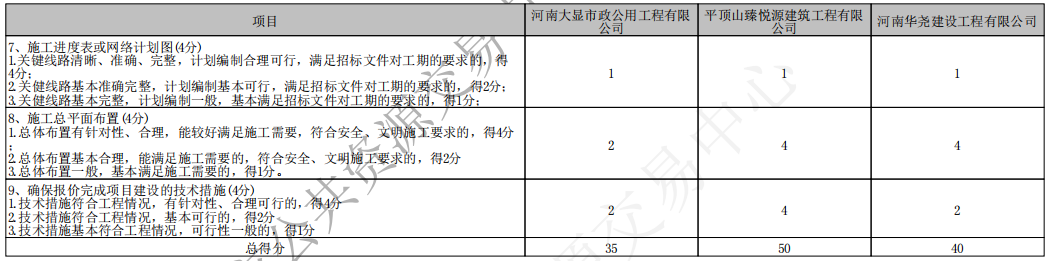 项目
河南大显市政公用工程有限
公司
平顶山臻悦源建筑工程有限
公司
河南华尧建设工程有限公司
7、施工进度表或网络计划图(4分)
1.关键线路清晰、准确、完整，计划编制合理可行，满足招标文件对工期的要求的，得
4分；
2.关健线路基本准确完整，计划编制基本可行，满足招标文件对工期的要求的，得2分；
3.关健线路基本完整，计划编制一般，基本满足招标文件对工期的要求的，得1分；
1
1
1
8、施工总平面布置(4分)
1.总体布置有针对性、合理，能较好满足施工需要，符合安全、文明施工要求的，得4分
；
2.总体布置基本合理，能满足施工需要的，符合安全、文明施工要求的，得2分
3.总体布置一般，基本满足施工需要的，得1分。
2
4
4
9、确保报价完成项目建设的技术措施(4分)
1.技术措施符合工程情况，有针对性、合理可行的，得4分
2.技术措施符合工程情况，基本可行的，得2分
3.技术措施基本符合工程情况，可行性一般的，得1分
2
4
2
总得分
35
50
40
公共资源交易
源交易中心